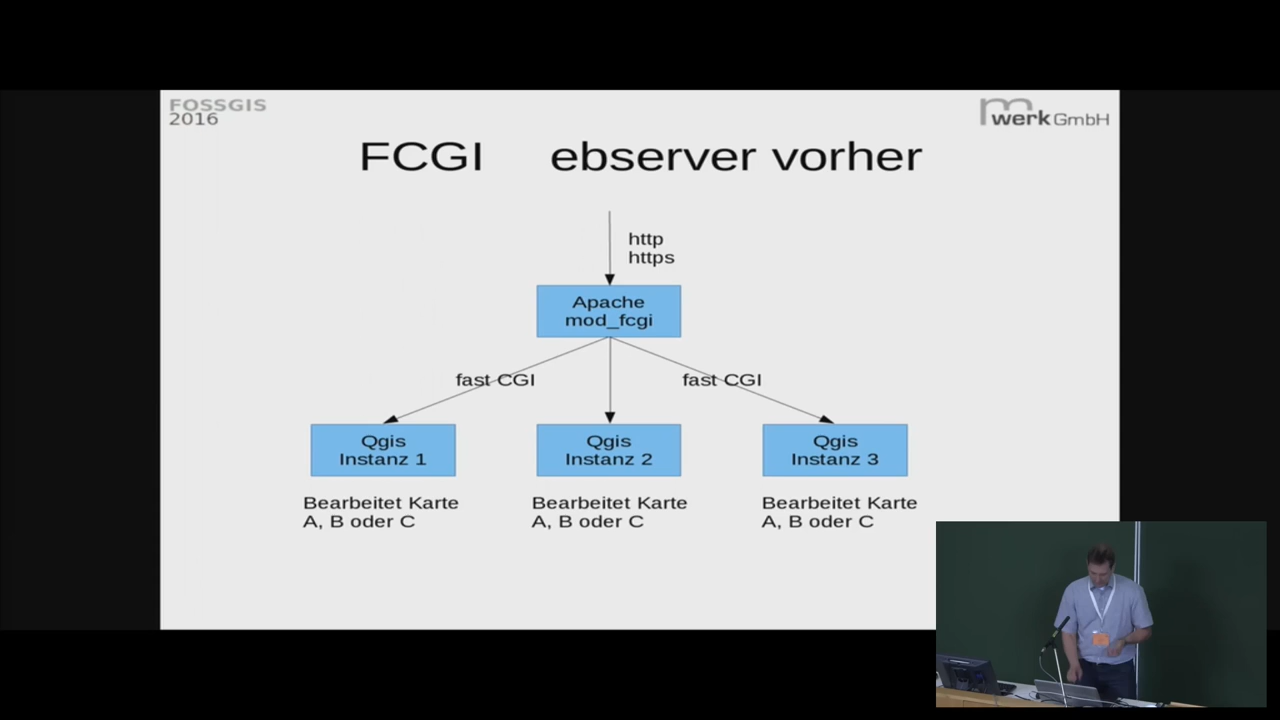 FOSSGIS
2016
mwerk GmbH
FCGI ebserver vorher
http
https
Apache
mod_fcgi
fast CGI
fast CGI
Qgis
Instanz 1
Qgis
Instanz 2
Qgis
Instanz 3
Bearbeitet Karte
A, B oder C
Bearbeitet Karte
A, B oder C
Bearbeitet Karte
A, B oder C